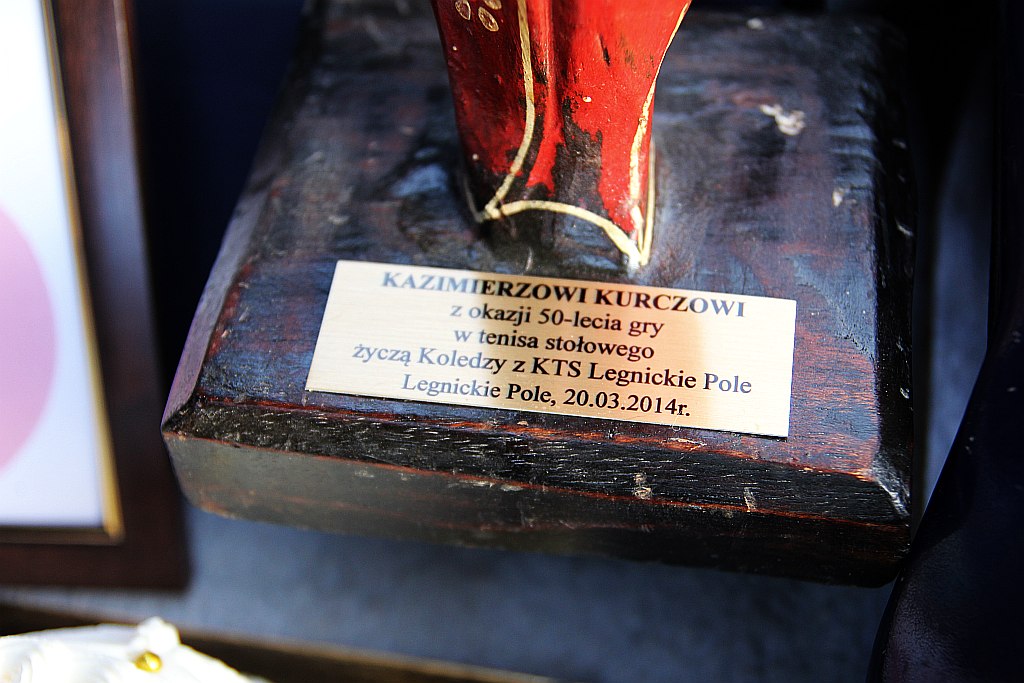 KAZIMIERZOWI KURCZOWI
z okazji 50-lecia gry
w tenisa stołowego
życzą Koledzy z KTS Legnickie Pole
Legnickie Pole, 20.03.2014r.